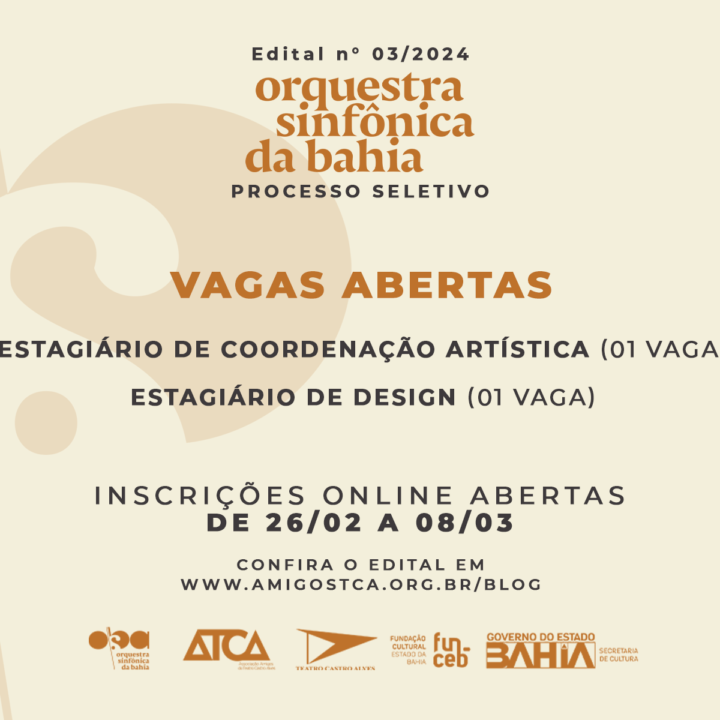 Edital nº 03/2024
orquestra
sinfônica
da bahia
PROCESSO SELETIVO
VAGAS ABERTAS
ESTAGIÁRIO DE COORDENAÇÃO ARTÍSTICA (01 VAGA
ESTAGIÁRIO DE DESIGN (01 VAGA)
INSCRIÇÕES ONLINE ABERTAS
DE 26/02 A 08/03
CONFIRA O EDITAL EM
WWW.AMIGOSTCA.ORG.BR/BLOG
orquestra
sinfônica
da bahia
ATCA
TEATRO CASTRO ALVES
FUNDAÇÃO
CULTURAL
ESTADO DA
BAHIA
fun
ceb
GOVERNO DO ESTADO
BAHIA
SECRETARIA
DE CULTURA